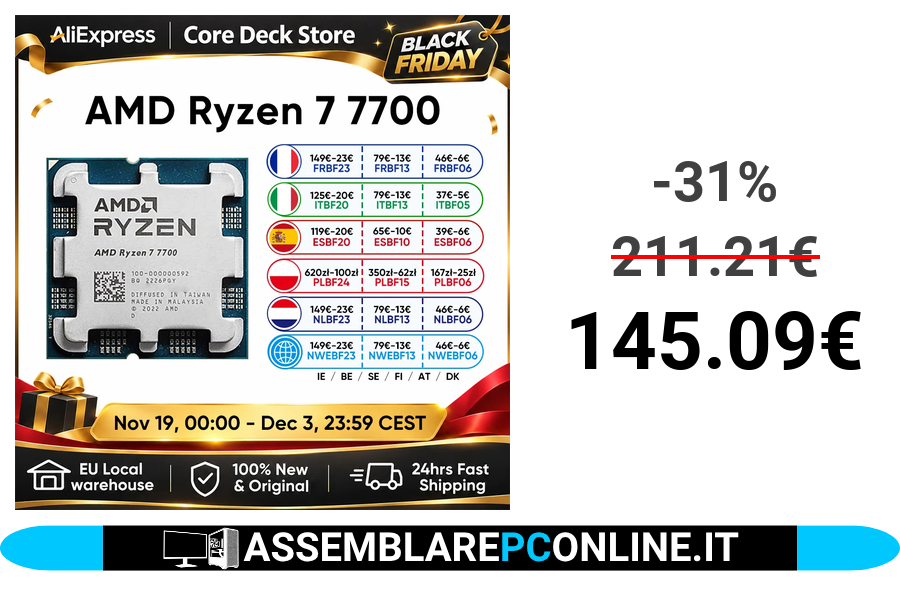 AliExpress | Core Deck Store
BLACK
FRIDAY
AMD Ryzen 7 7700
AMD
RYZEN
AMD Ryzen 7 7700
100-000000592
BQ 2226PGY
DIFFUSED IN TAIWAN
MADE IN MALAYSIA
© 2022 AMD
149€-23€ 79€-13€ 46€-6€
FRBF23 FRBF13 FRBF06
125€-20€ 79€-13€ 37€-5€
ITBF20 ITBF13 ITBF05
119€-20€ 65€-10€ 39€-6€
ESBF20 ESBF10 ESBF06
620zł-100zł 350zł-62zł 167zł-25zł
PLBF24 PLBF15 PLBF06
149€-23€ 79€-13€ 46€-6€
NLBF23 NLBF13 NLBF06
149€-23€ 79€-13€ 46€-6€
NWEBF23 NWEBF13 NWEBF06
IE / BE / SE / FI / AT / DK
Nov 19, 00:00 - Dec 3, 23:59 CEST
EU Local
warehouse
100% New
& Original
24hrs Fast
Shipping
-31%
211.21€
145.09€
ASSEMBLAREPCONLINE.IT